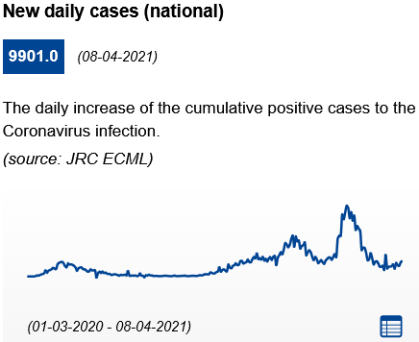 New daily cases (national)
9901.0 (08-04-2021)
The daily increase of the cumulative positive cases to the
Coronavirus infection.
(source: JRC ECML)
(01-03-2020 - 08-04-2021)